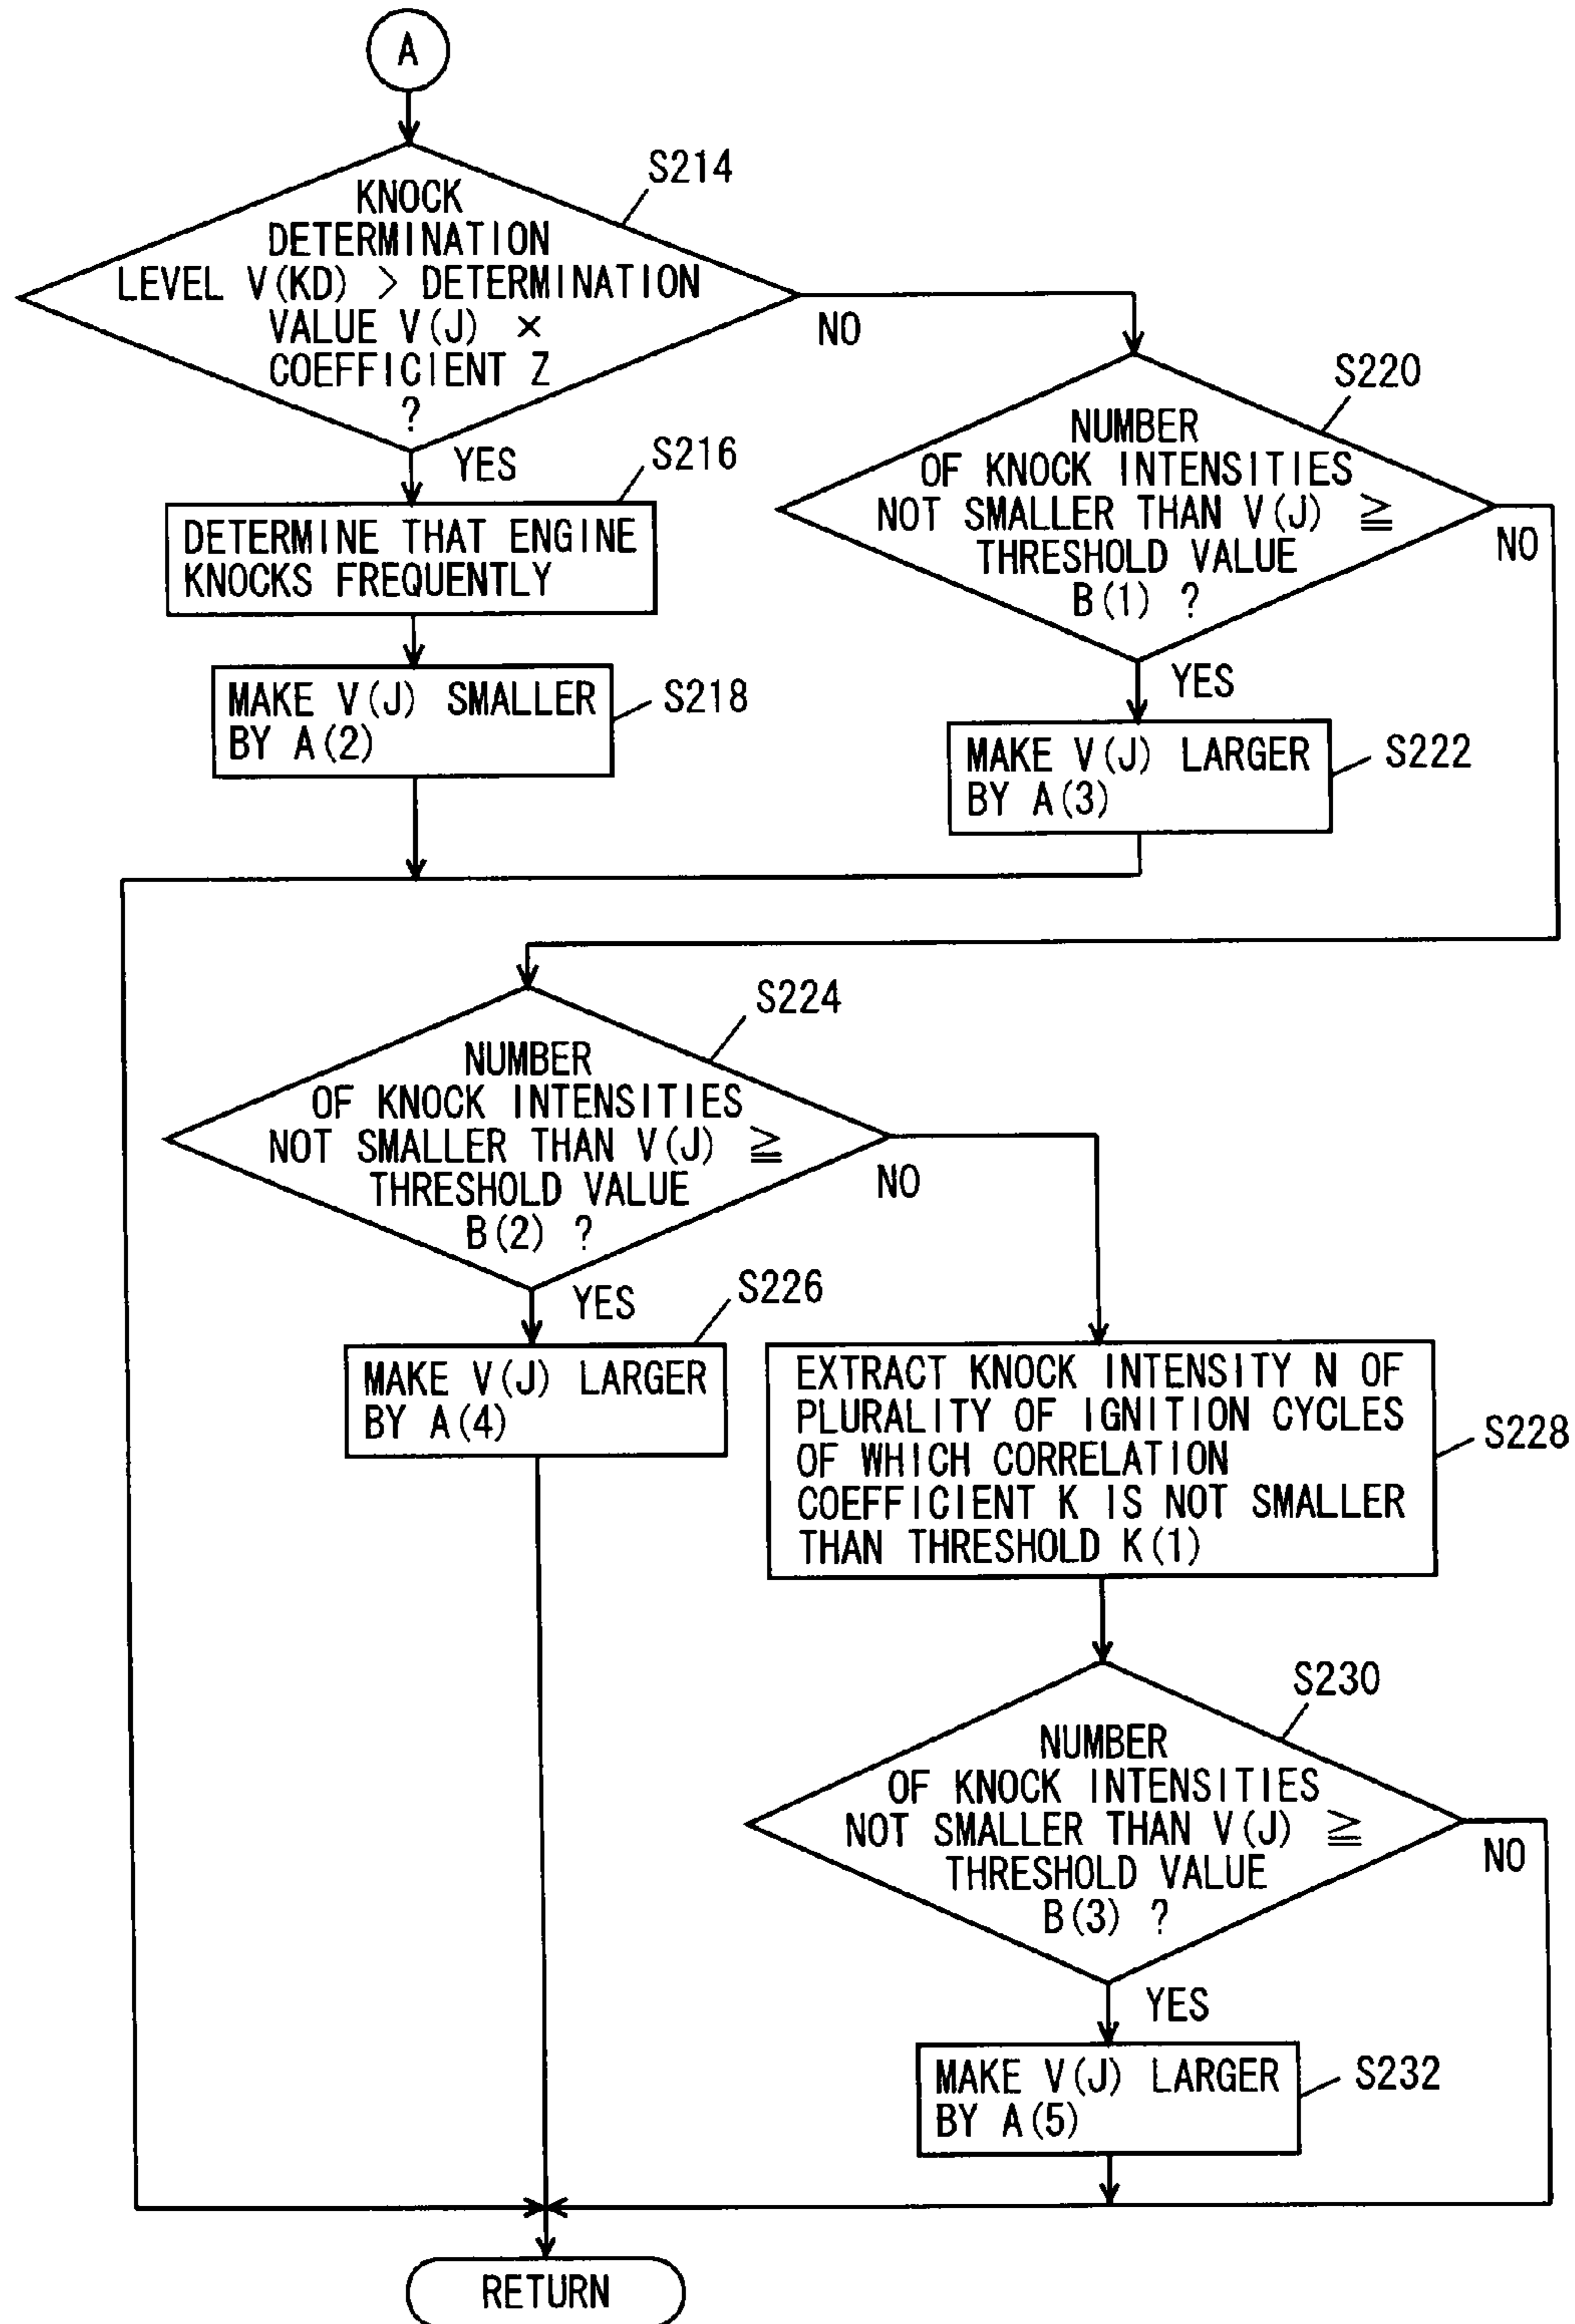 A
S214
KNOCK
DETERMINATION
LEVEL V(KD) > DETERMINATION
VALUE V(J) ×
COEFFICIENT Z
?
NO
YES
S216
DETERMINE THAT ENGINE
KNOCKS FREQUENTLY
MAKE V(J) SMALLER
BY A(2)
S218
S220
NUMBER
OF KNOCK INTENSITIES
NOT SMALLER THAN V(J) ≧
THRESHOLD VALUE
B(1) ?
NO
YES
MAKE V(J) LARGER
BY A(3)
S222
S224
NUMBER
OF KNOCK INTENSITIES
NOT SMALLER THAN V(J) ≧
THRESHOLD VALUE
B(2) ?
NO
YES
S226
MAKE V(J) LARGER
BY A(4)
EXTRACT KNOCK INTENSITY N OF
PLURALITY OF IGNITION CYCLES
OF WHICH CORRELATION
COEFFICIENT K IS NOT SMALLER
THAN THRESHOLD K(1)
S228
S230
NUMBER
OF KNOCK INTENSITIES
NOT SMALLER THAN V(J) ≧
THRESHOLD VALUE
B(3) ?
NO
YES
MAKE V(J) LARGER
BY A(5)
S232
RETURN